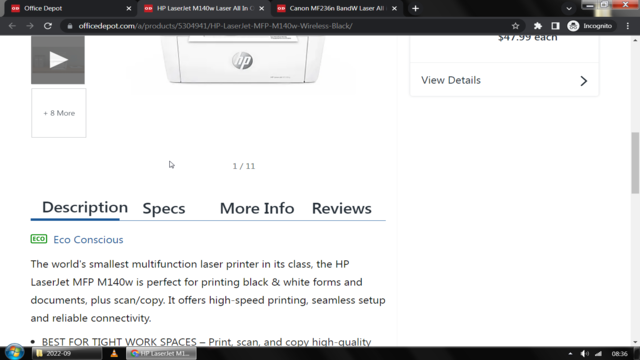 Office Depot
HP LaserJet M140w Laser All In O
Canon MF236n BandW Laser All
officedepot.com/a/products/5304941/HP-LaserJet-MFP-M140w-Wireless-Black/
Incognito
$47.99 each
View Details
hp
+ 8 More
1 / 11
Description
Specs
More Info
Reviews
ECO Eco Conscious
The world's smallest multifunction laser printer in its class, the HP
LaserJet MFP M140w is perfect for printing black & white forms and
documents, plus scan/copy. It offers high-speed printing, seamless setup
and reliable connectivity.
BEST FOR TIGHT WORK SPACES – Print, scan, and copy high-quality
2022-09
HP LaserJet M1...
08:36